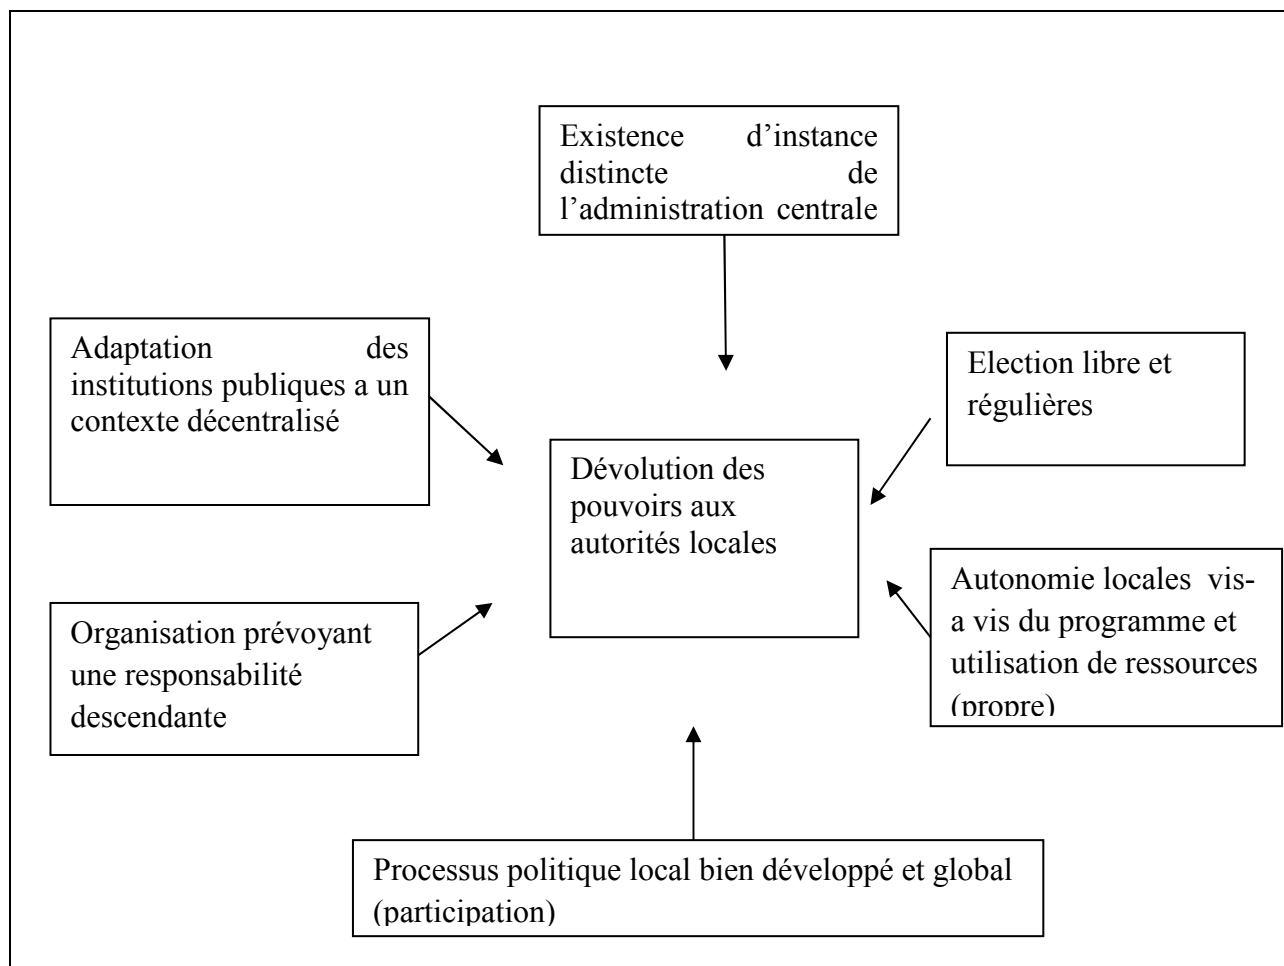 Existence d’instance
distincte de
l’administration centrale
Adaptation des
institutions publiques a un
contexte décentralisé
Election libre et
régulières
Dévolution des
pouvoirs aux
autorités locales
Organisation prévoyant
une responsabilité
descendante
Autonomie locales vis-
a vis du programme et
utilisation de ressources
(propre)
Processus politique local bien développé et global
(participation)